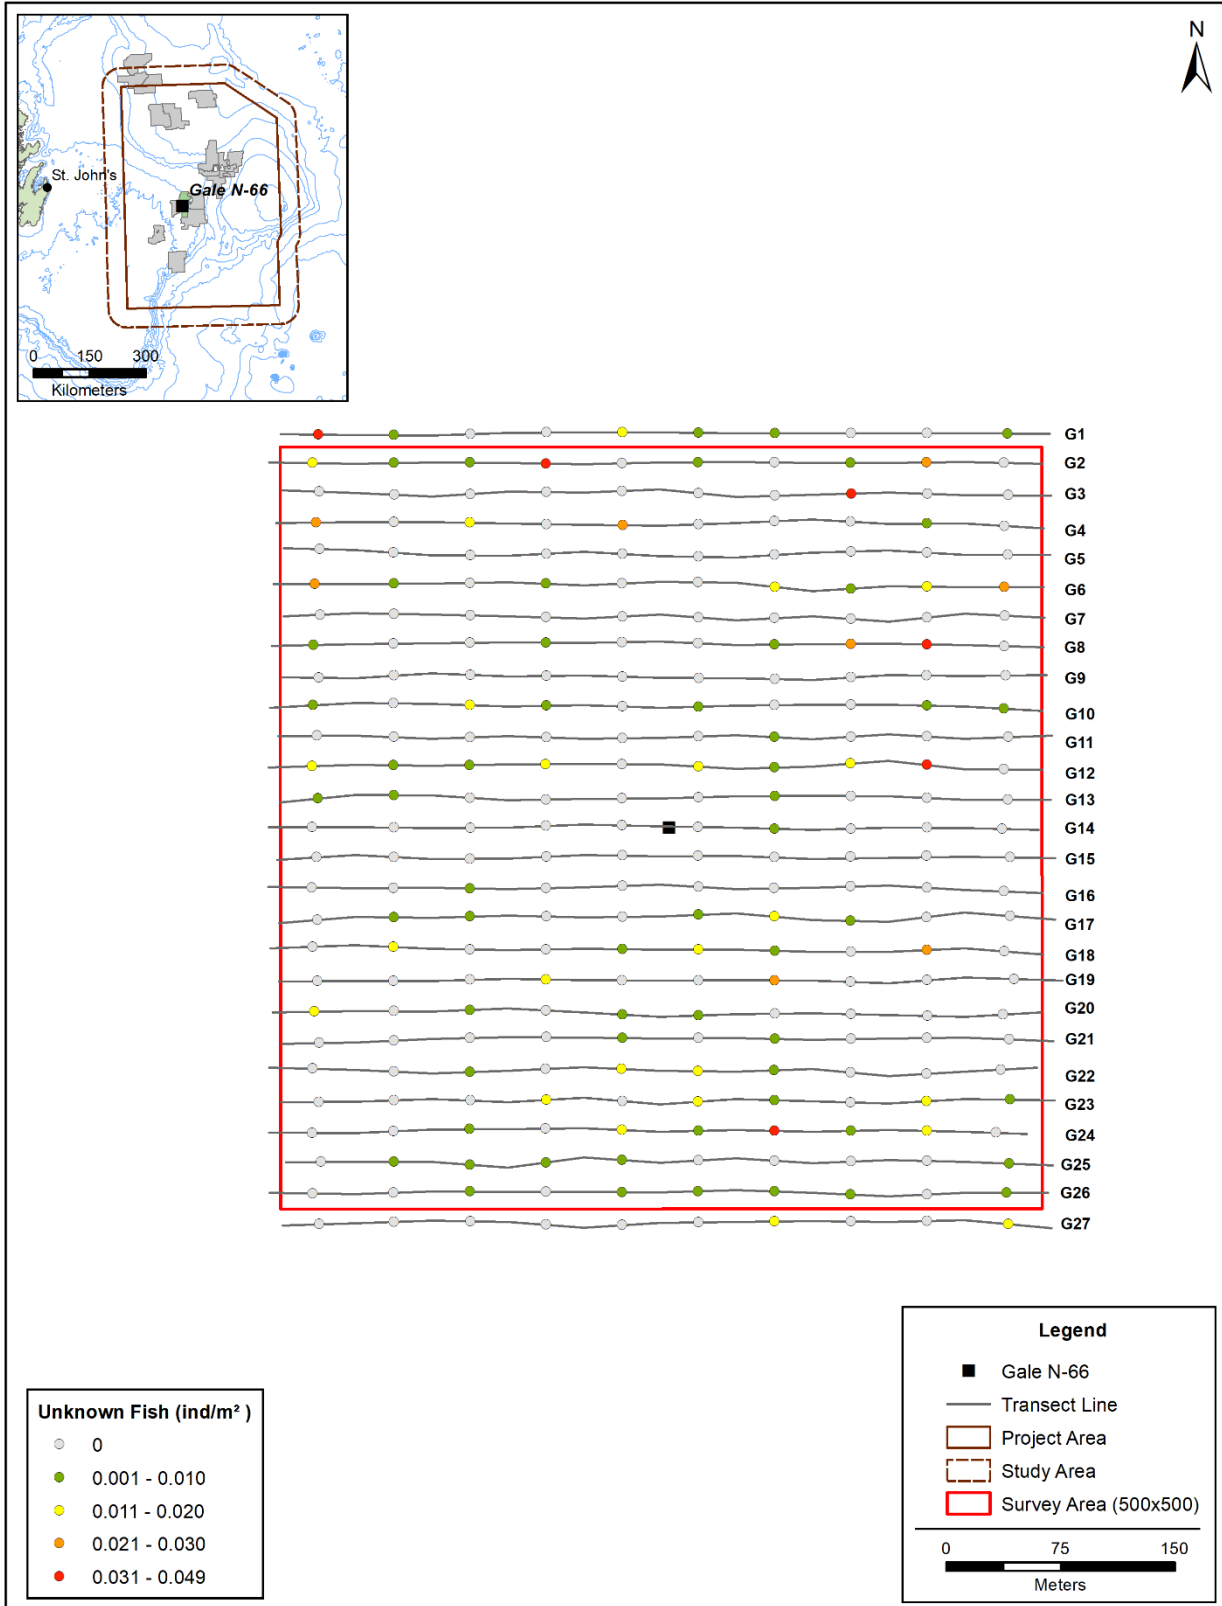 N
St. John's
Gale N-66
0 150 300
Kilometers
G1
G2
G3
G4
G5
G6
G7
G8
G9
G10
G11
G12
G13
G14
G15
G16
G17
G18
G19
G20
G21
G22
G23
G24
G25
G26
G27
Unknown Fish (ind/m² )
0
0.001 - 0.010
0.011 - 0.020
0.021 - 0.030
0.031 - 0.049
Legend
Gale N-66
Transect Line
Project Area
Study Area
Survey Area (500x500)
0 75 150
Meters